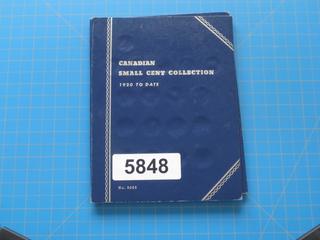 CANADIAN
SMALL CENT COLLECTION
1920 TO DATE
5848